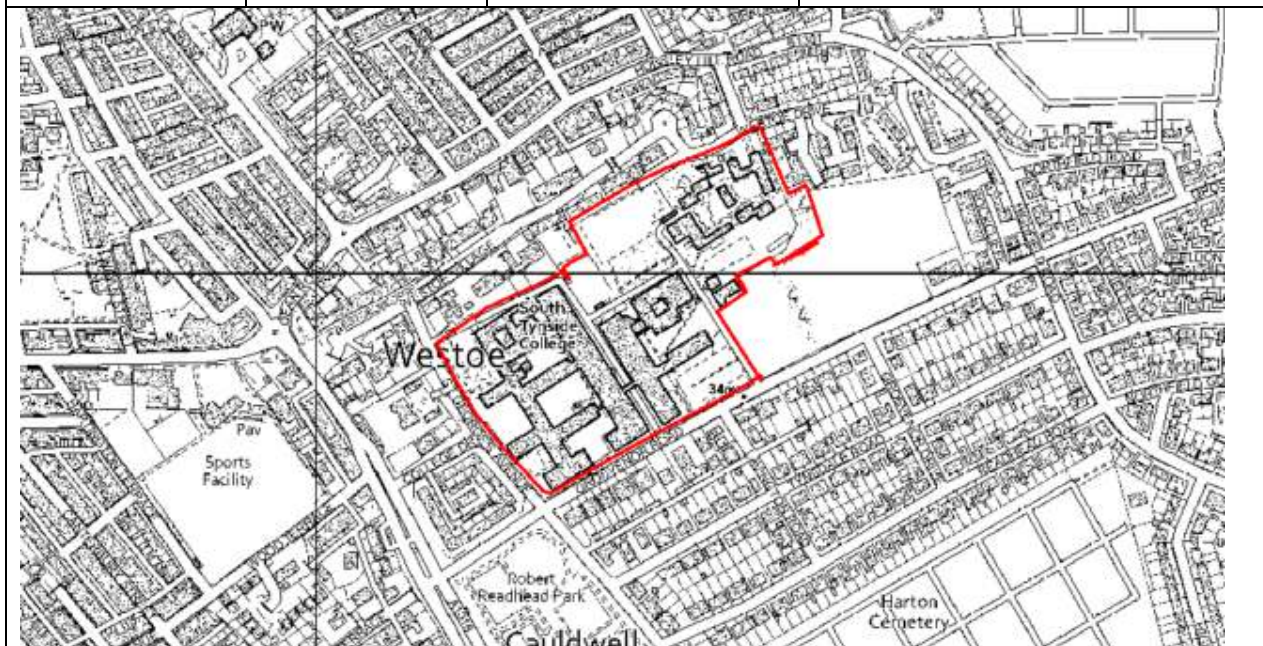 PW
South
Tyneside
College
Westoe
34m
Pav
Sports
Facility
Robert
Readhead Park
Harton
Cemetery
Cauldwell